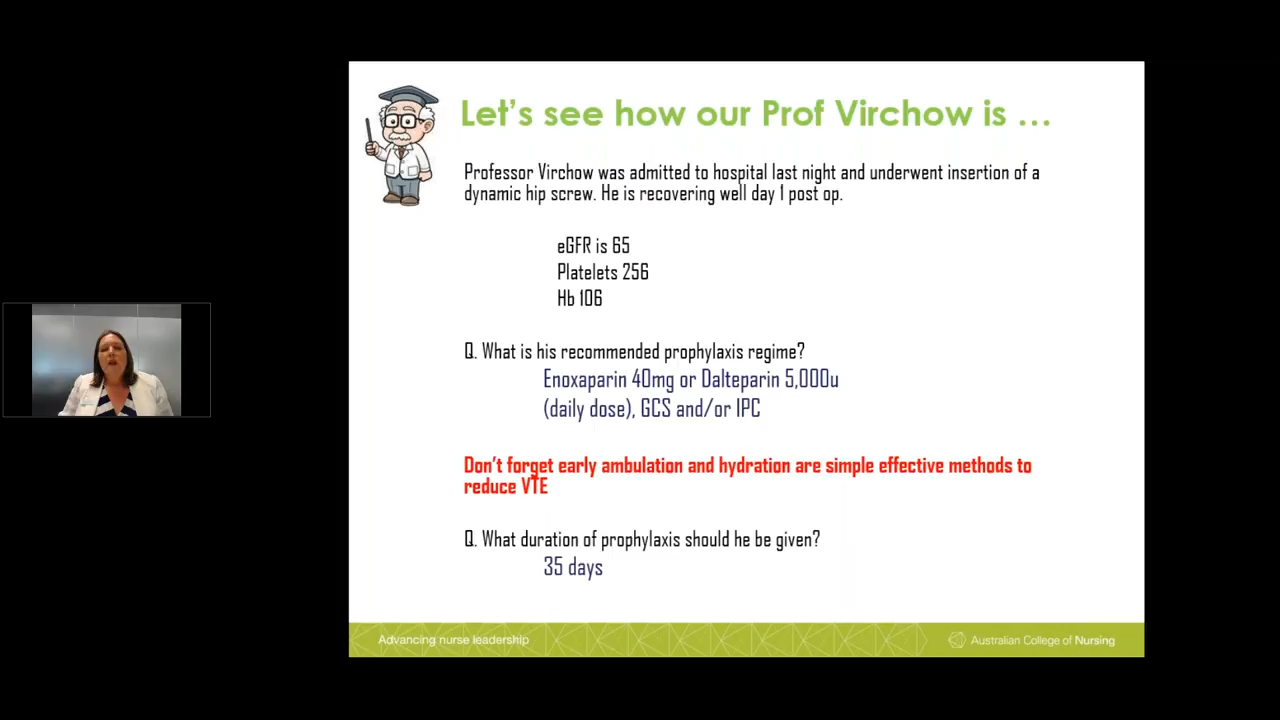 Let's see how our Prof Virchow is ...
Professor Virchow was admitted to hospital last night and underwent insertion of a
dynamic hip screw. He is recovering well day 1 post op.
eGFR is 65
Platelets 256
Hb 106
Q. What is his recommended prophylaxis regime?
Enoxaparin 40mg or Dalteparin 5,000u
(daily dose), GCS and/or IPC
Don't forget early ambulation and hydration are simple effective methods to
reduce VTE
Q. What duration of prophylaxis should he be given?
35 days
Advancing nurse leadership
Australian College of Nursing